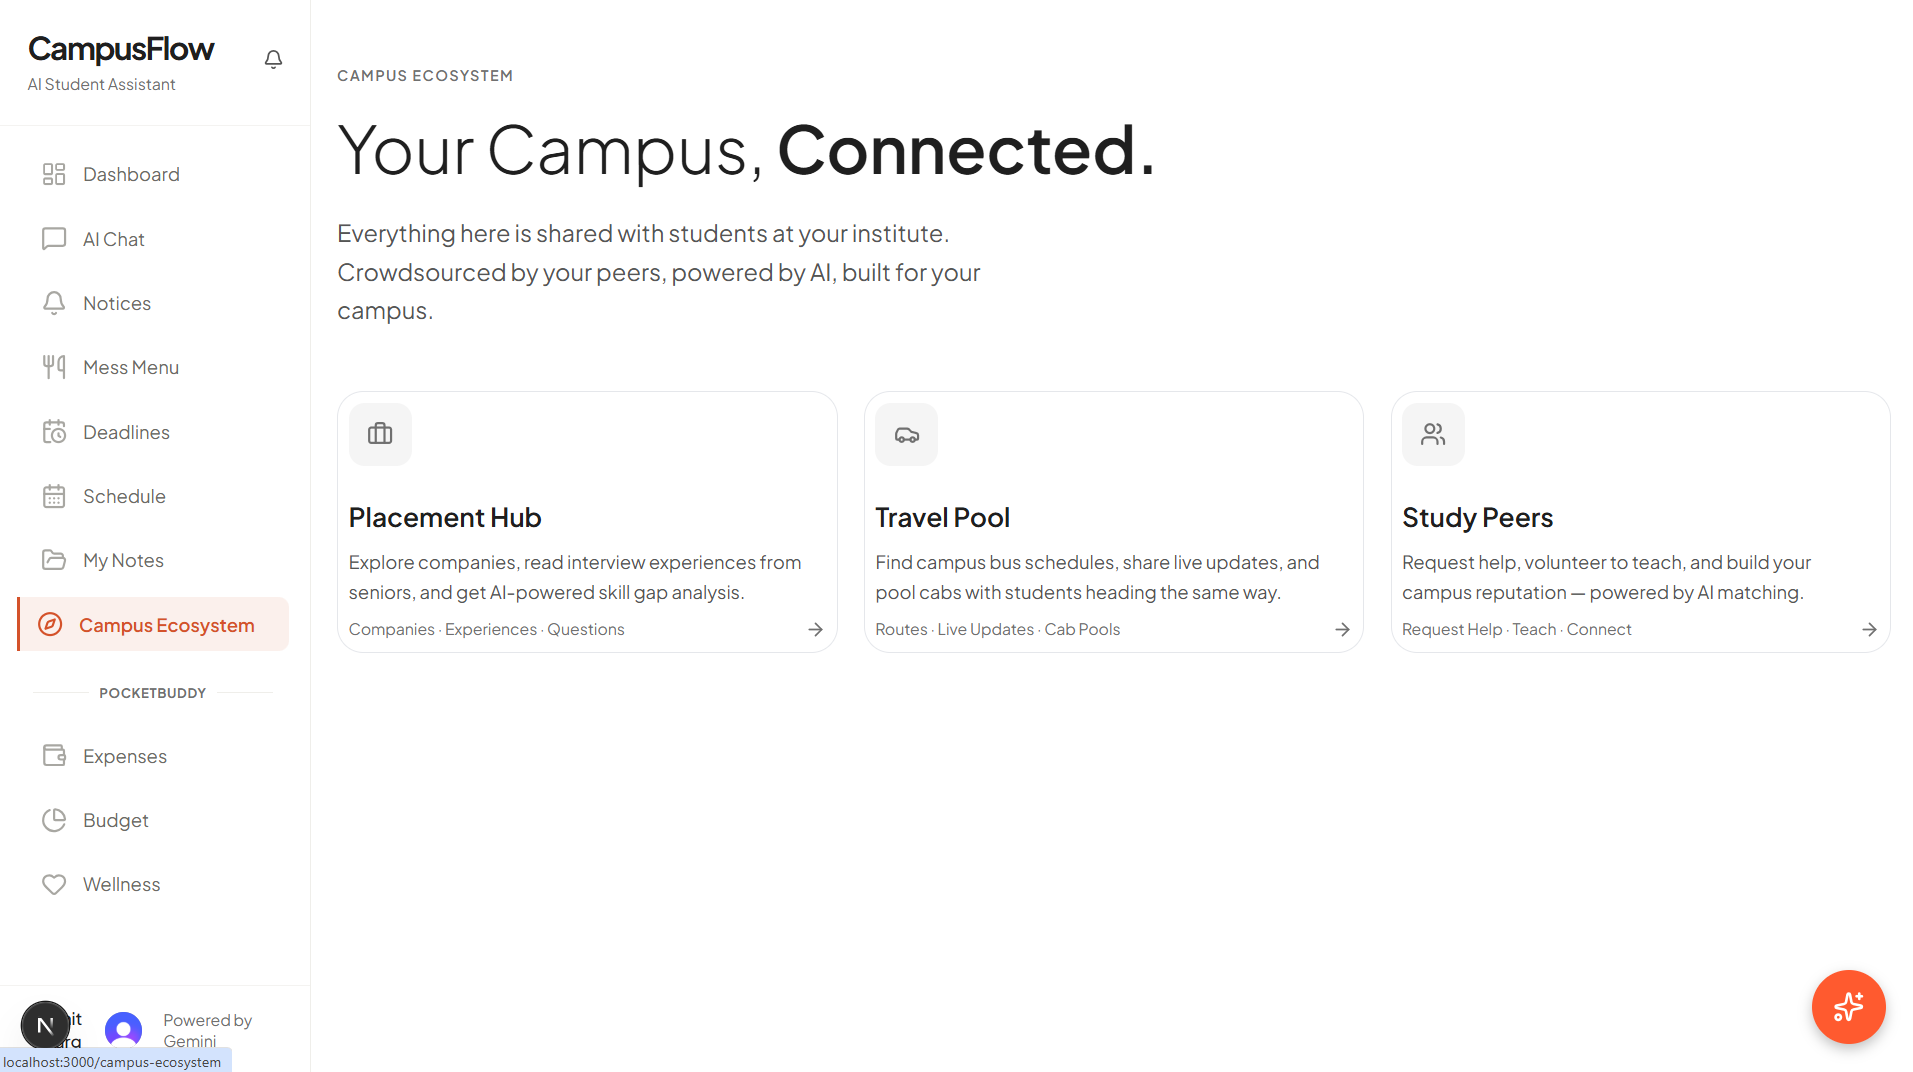 CampusFlow
AI Student Assistant
Dashboard
AI Chat
Notices
Mess Menu
Deadlines
Schedule
My Notes
Campus Ecosystem
POCKETBUDDY
Expenses
Budget
Wellness
N
Powered by
Gemini
localhost:3000/campus-ecosystem
CAMPUS ECOSYSTEM
Your Campus, Connected.
Everything here is shared with students at your institute.
Crowdsourced by your peers, powered by AI, built for your
campus.
Placement Hub
Explore companies, read interview experiences from
seniors, and get AI-powered skill gap analysis.
Companies · Experiences · Questions
Travel Pool
Find campus bus schedules, share live updates, and
pool cabs with students heading the same way.
Routes · Live Updates · Cab Pools
Study Peers
Request help, volunteer to teach, and build your
campus reputation — powered by AI matching.
Request Help · Teach · Connect